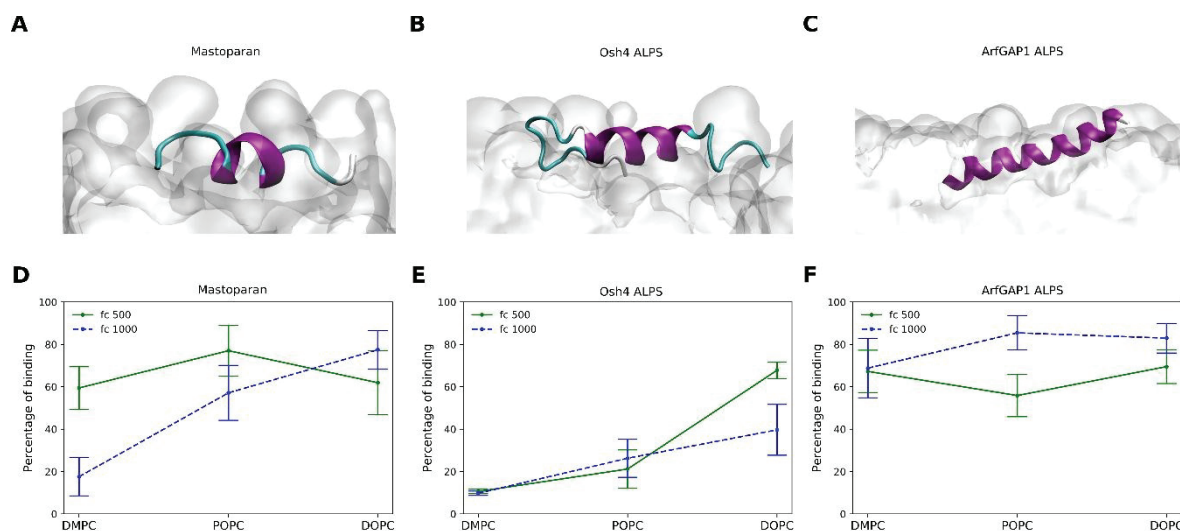 A
B
C
Mastoparan
Osh4 ALPS
ArfGAP1 ALPS
D
E
F
Mastoparan
Osh4 ALPS
ArfGAP1 ALPS
Percentage of binding
100
80
60
40
20
0
fc 500
fc 1000
DMPC
POPC
DOPC
Percentage of binding
100
80
60
40
20
0
fc 500
fc 1000
DMPC
POPC
DOPC
Percentage of binding
100
80
60
40
20
0
fc 500
fc 1000
DMPC
POPC
DOPC